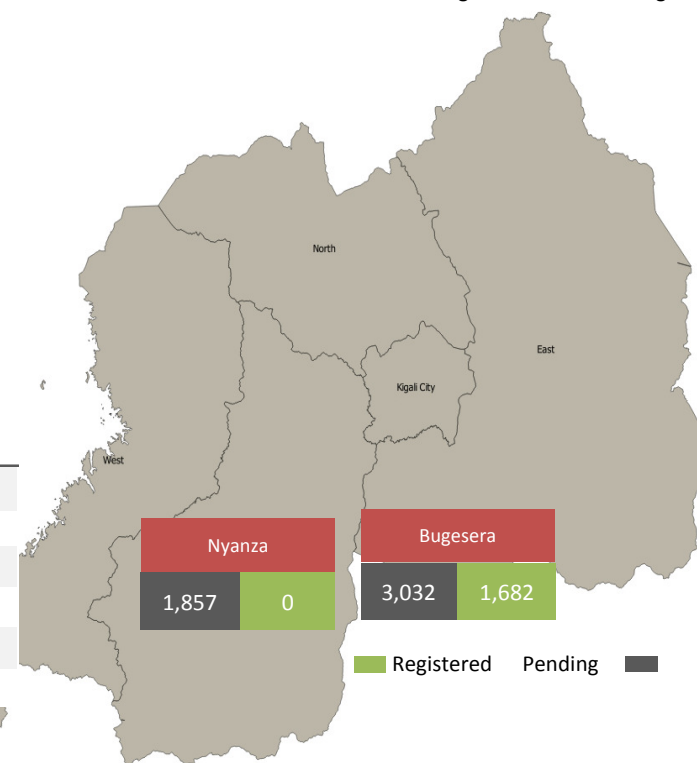 North
East
Kigali City
West
Nyanza
Bugesera
1,857
0
3,032
1,682
Registered
Pending